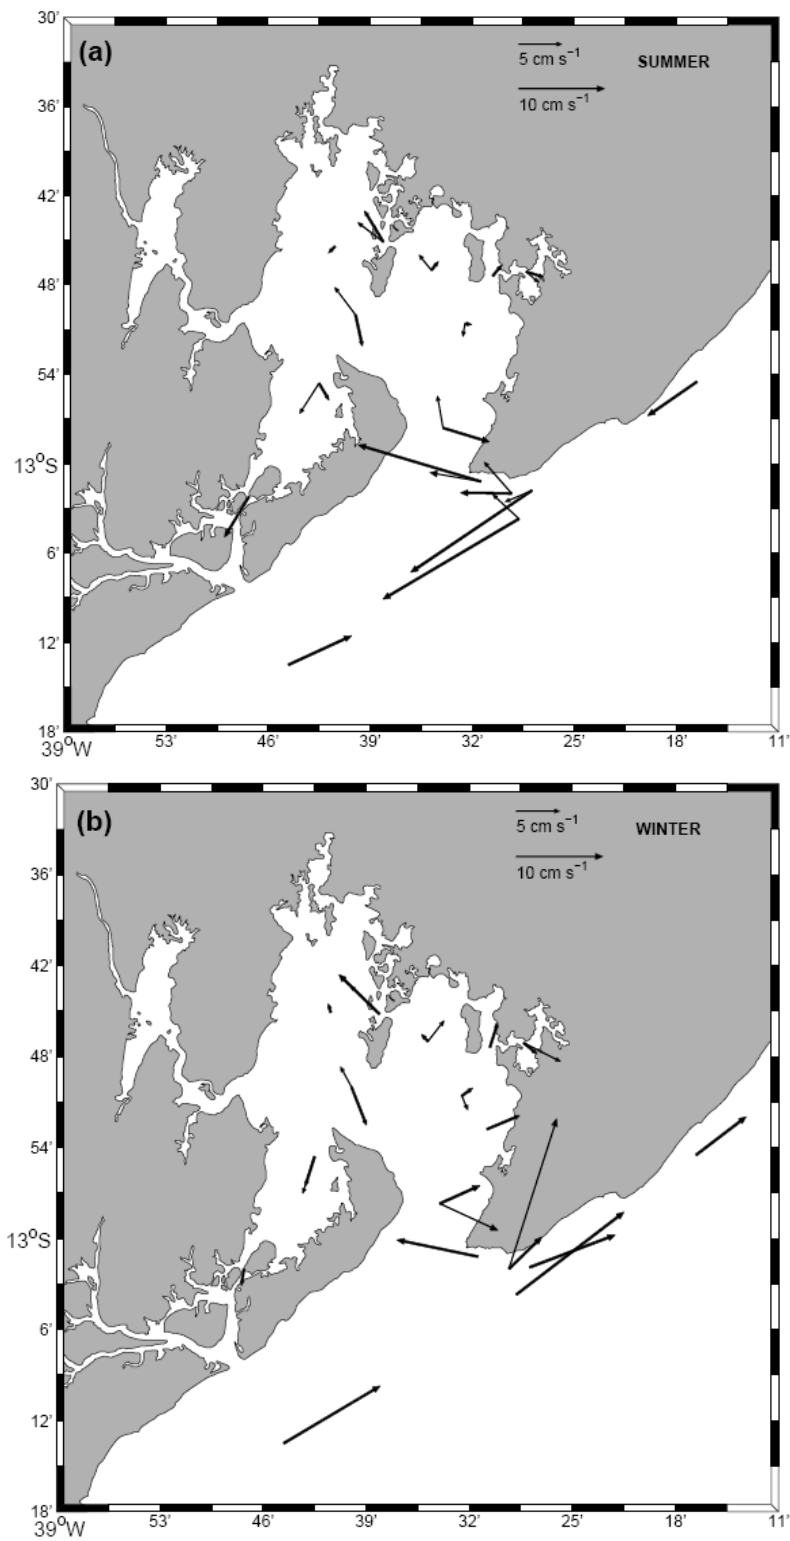 30'
(a)
5 cm s⁻¹
SUMMER
10 cm s⁻¹
36'
42'
48'
54'
13°S
6'
12'
18'
39°W
53'
46'
39'
32'
25'
18'
11'
30'
(b)
5 cm s⁻¹
WINTER
10 cm s⁻¹
36'
42'
48'
54'
13°S
6'
12'
18'
39°W
53'
46'
39'
32'
25'
18'
11'